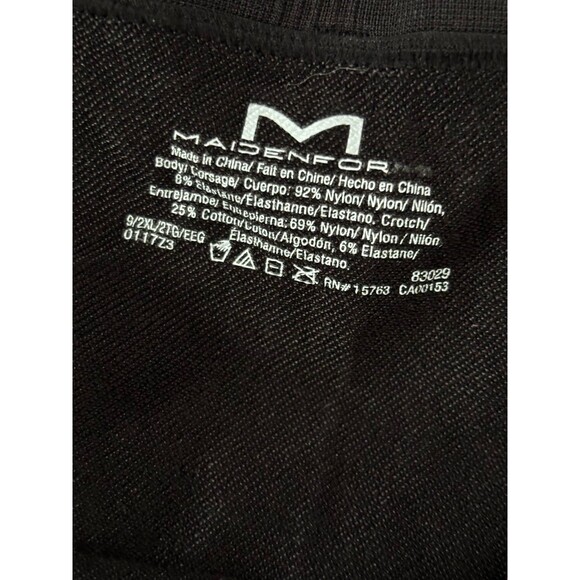 M
MAIDENFOR
Made in China/ Fait en Chine/ Hecho en China
Body/ Corsage/ Cuerpo: 92% Nylon/ Nylon/ Nilón,
8% Elastane/Élasthanne/Elastano. Crotch/
Entrejambe/ Entrepierna: 69% Nylon/ Nylon / Nilón
25% Cotton/Coton/Algodón, 6% Elastane/
Élasthanne/Elastano.
9/2XL/2TG/EEG
0117Z3
83029
RN# 15763 CA00153